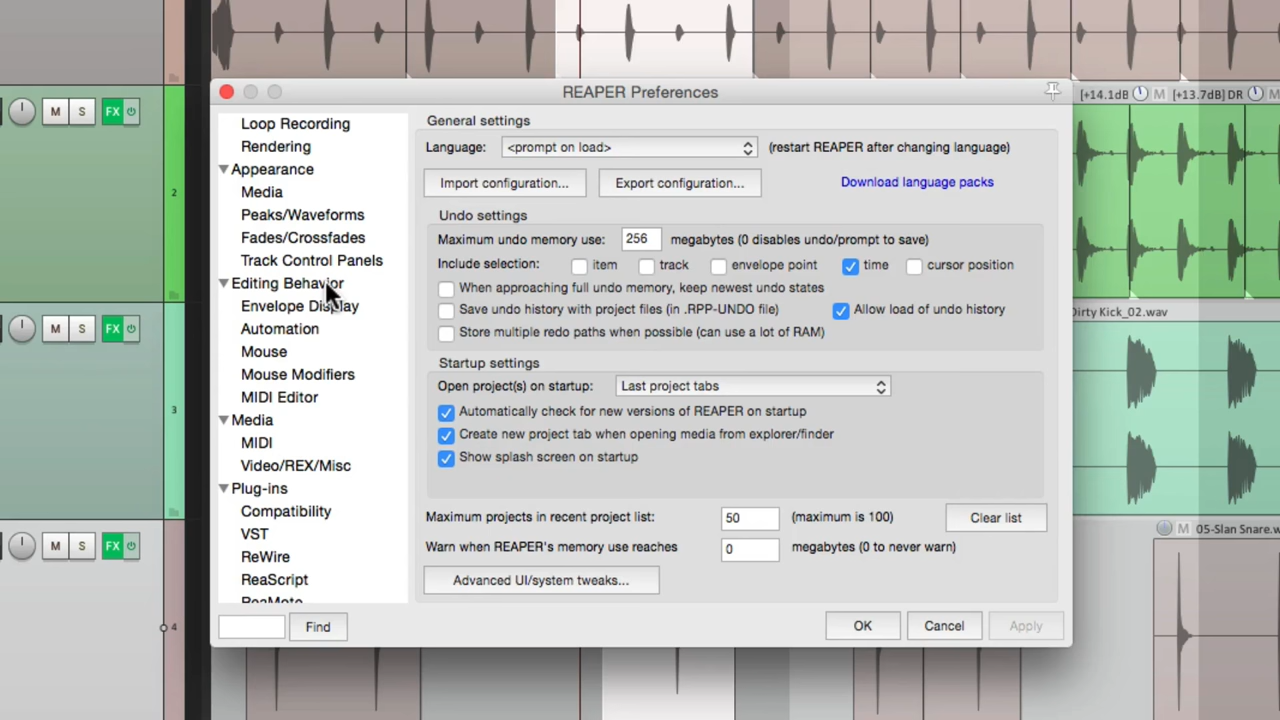 REAPER Preferences
Loop Recording
Rendering
Appearance
Media
Peaks/Waveforms
Fades/Crossfades
Track Control Panels
Editing Behavior
Envelope Display
Automation
Mouse
Mouse Modifiers
MIDI Editor
Media
MIDI
Video/REX/Misc
Plug-ins
Compatibility
VST
ReWire
ReaScript
ReaMote
Find
General settings
Language: <prompt on load> (restart REAPER after changing language)
Import configuration... Export configuration... Download language packs
Undo settings
Maximum undo memory use: 256 megabytes (0 disables undo/prompt to save)
Include selection: item track envelope point time cursor position
When approaching full undo memory, keep newest undo states
Save undo history with project files (in .RPP-UNDO file) Allow load of undo history
Store multiple redo paths when possible (can use a lot of RAM)
Startup settings
Open project(s) on startup: Last project tabs
Automatically check for new versions of REAPER on startup
Create new project tab when opening media from explorer/finder
Show splash screen on startup
Maximum projects in recent project list: 50 (maximum is 100) Clear list
Warn when REAPER's memory use reaches 0 megabytes (0 to never warn)
Advanced UI/system tweaks...
OK Cancel Apply
M S FX
2
M S FX
3
M S FX
4
[+14.1dB M [+13.7dB] DR M
Dirty Kick_02.wav
M 05-Slan Snare.w